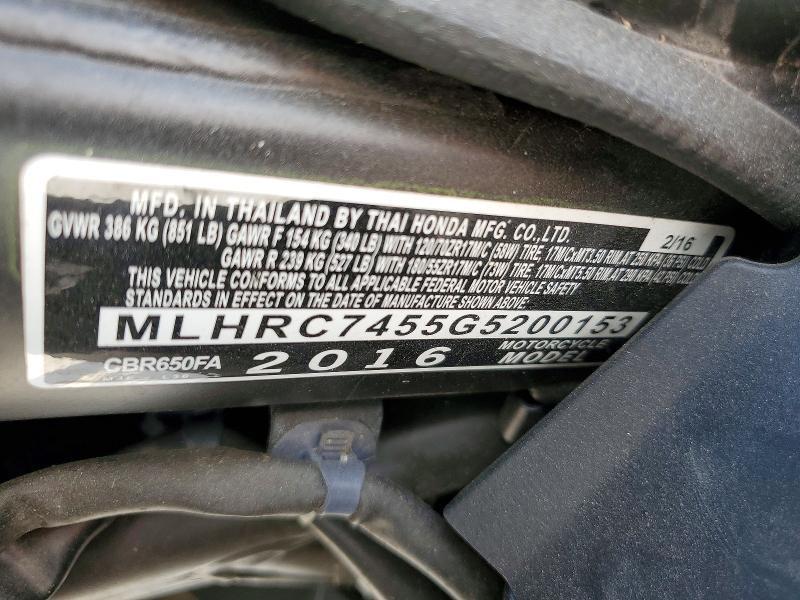 MFD. IN THAILAND BY THAI HONDA MFG. CO., LTD. 2/16
GVWR 386 KG (851 LB) GAWR F 154 KG (340 LB) WITH 120/70ZR17M/C (58W) TIRE, 17M/CxMT3.50 RIM, AT 250 KPA
GAWR R 239 KG (527 LB) WITH 180/55ZR17M/C (73W) TIRE, 17M/CxMT5.50 RIM, AT 290 KPA
THIS VEHICLE CONFORMS TO ALL APPLICABLE FEDERAL MOTOR VEHICLE SAFETY
STANDARDS IN EFFECT ON THE DATE OF MANUFACTURE SHOWN ABOVE.
MLHRC7455G5200153
CBR650FA 2016 MOTORCYCLE MODEL